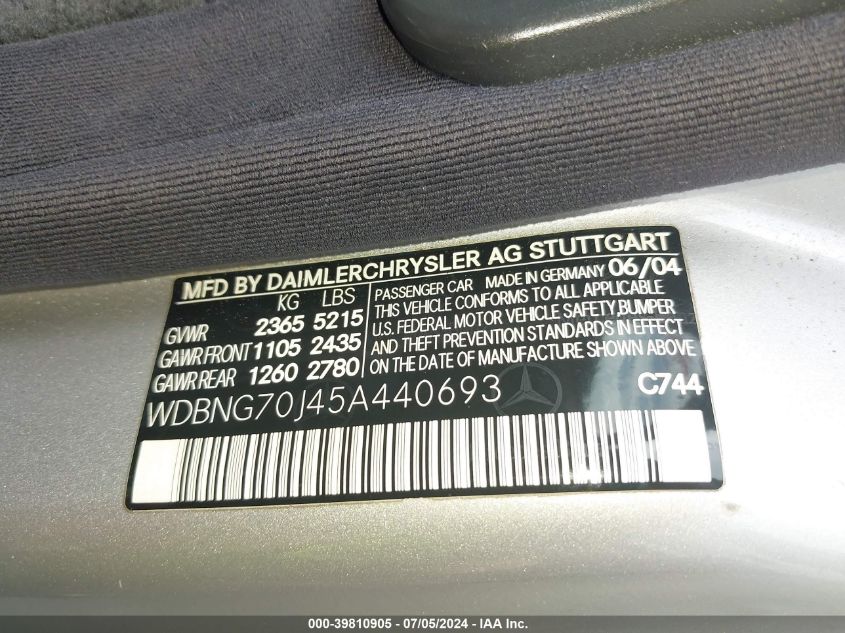 MFD BY DAIMLERCHRYSLER AG STUTTGART
KG LBS
GVWR 2365 5215
GAWR FRONT 1105 2435
GAWR REAR 1260 2780
PASSENGER CAR MADE IN GERMANY 06/04
THIS VEHICLE CONFORMS TO ALL APPLICABLE
U.S. FEDERAL MOTOR VEHICLE SAFETY, BUMPER
AND THEFT PREVENTION STANDARDS IN EFFECT
ON THE DATE OF MANUFACTURE SHOWN ABOVE
WDBNG70J45A440693 C744
000-39810905 - 07/05/2024 - IAA Inc.